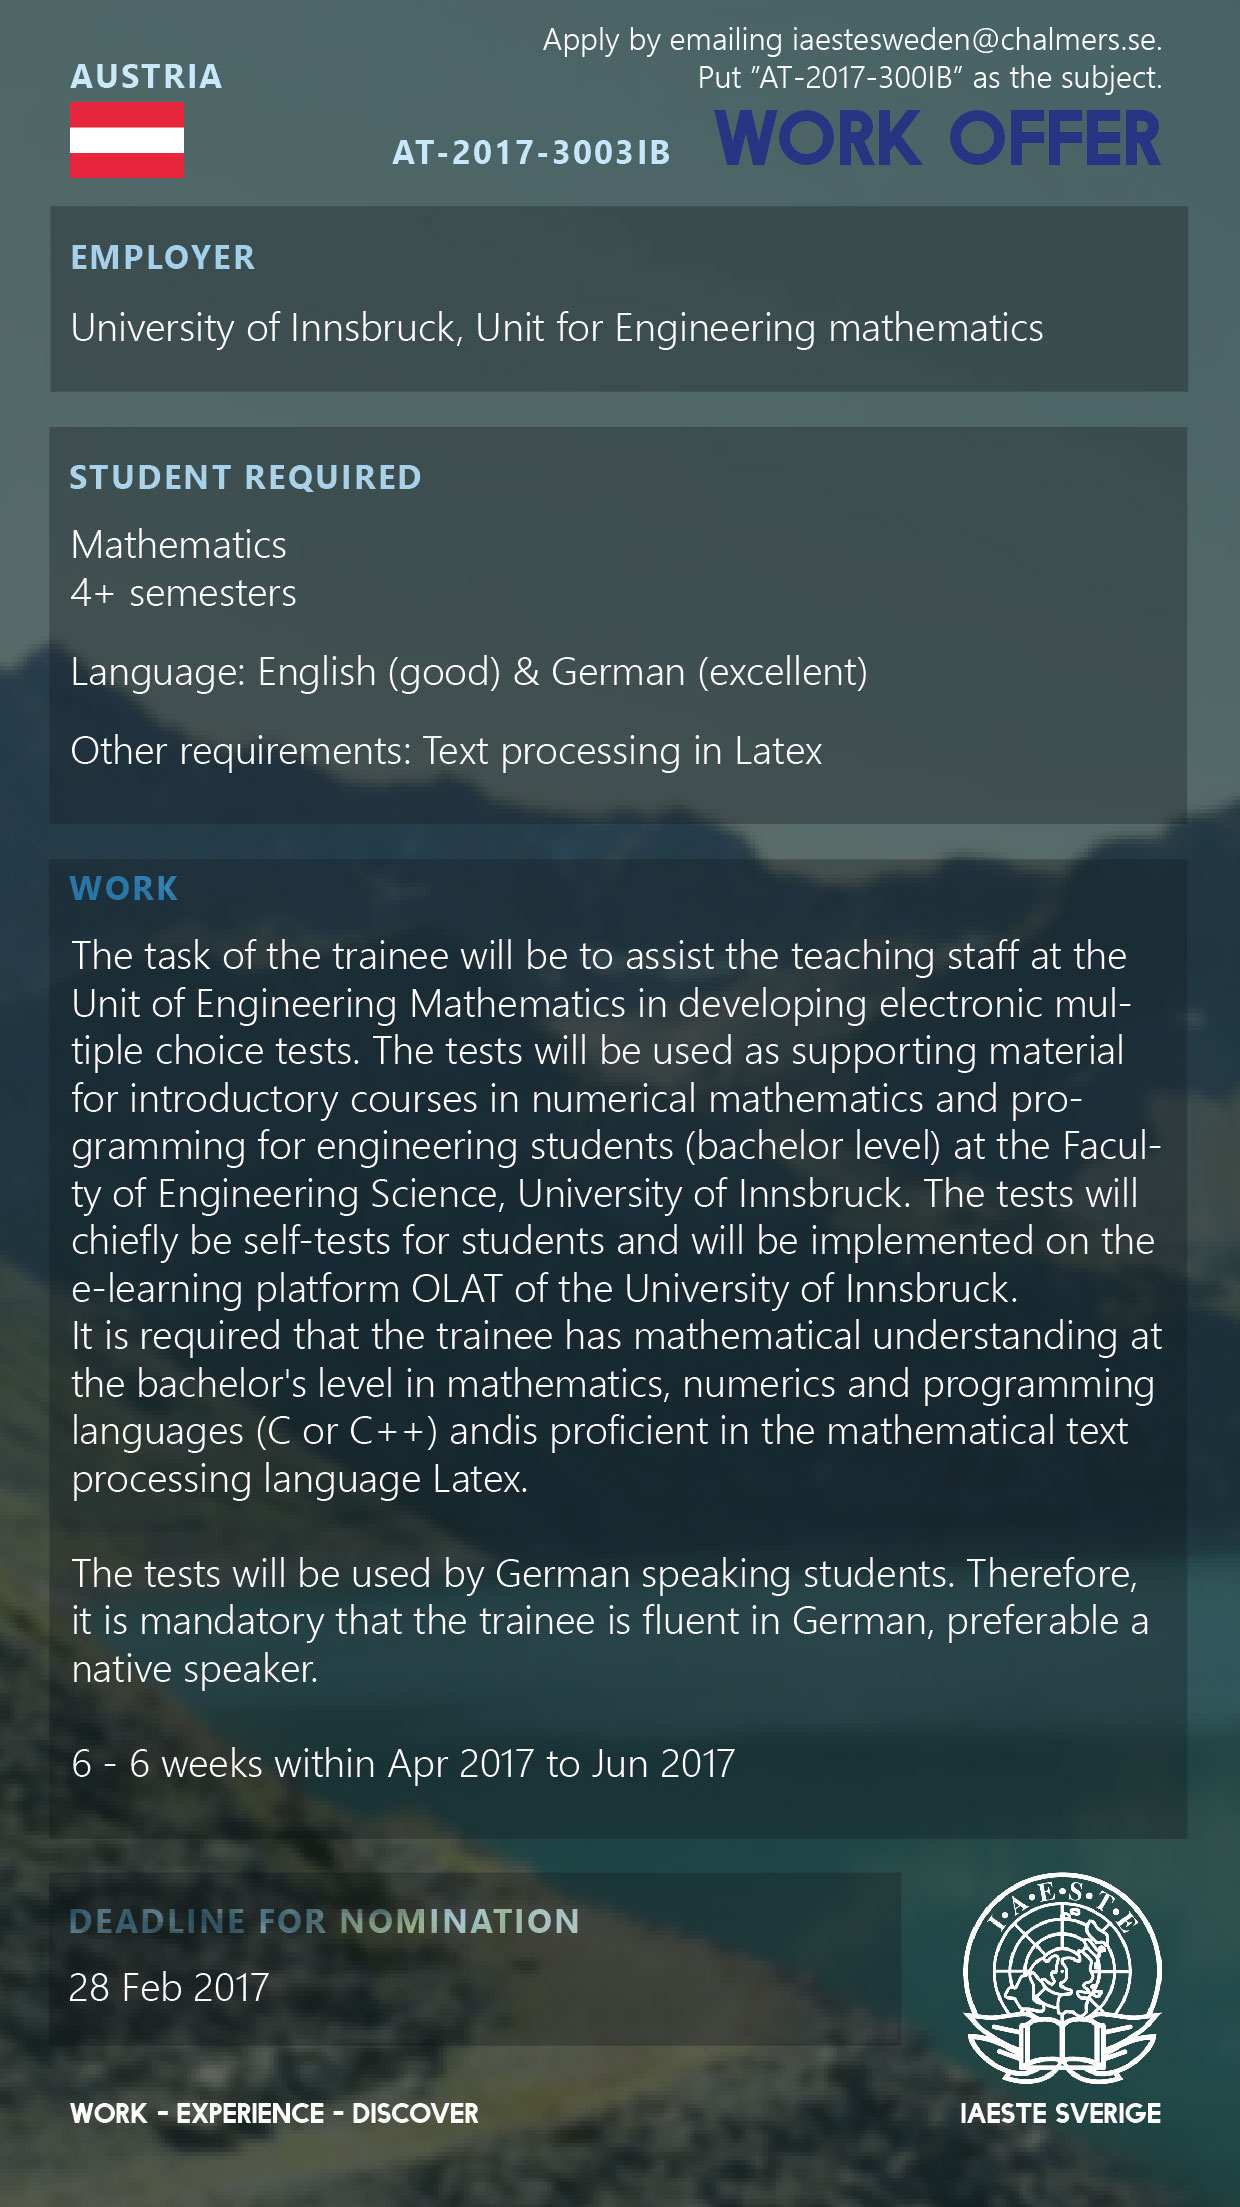 Apply by emailing iaestesweden@chalmers.se.
Put ”AT-2017-300IB” as the subject.
AUSTRIA
AT-2017-3003IB WORK OFFER
EMPLOYER
University of Innsbruck, Unit for Engineering mathematics
STUDENT REQUIRED
Mathematics
4+ semesters
Language: English (good) & German (excellent)
Other requirements: Text processing in Latex
WORK
The task of the trainee will be to assist the teaching staff at the
Unit of Engineering Mathematics in developing electronic mul-
tiple choice tests. The tests will be used as supporting material
for introductory courses in numerical mathematics and pro-
gramming for engineering students (bachelor level) at the Facul-
ty of Engineering Science, University of Innsbruck. The tests will
chiefly be self-tests for students and will be implemented on the
e-learning platform OLAT of the University of Innsbruck.
It is required that the trainee has mathematical understanding at
the bachelor's level in mathematics, numerics and programming
languages (C or C++) andis proficient in the mathematical text
processing language Latex.
The tests will be used by German speaking students. Therefore,
it is mandatory that the trainee is fluent in German, preferable a
native speaker.
6 - 6 weeks within Apr 2017 to Jun 2017
DEADLINE FOR NOMINATION
28 Feb 2017
I·A·E·S·T·E
WORK - EXPERIENCE - DISCOVER
IAESTE SVERIGE